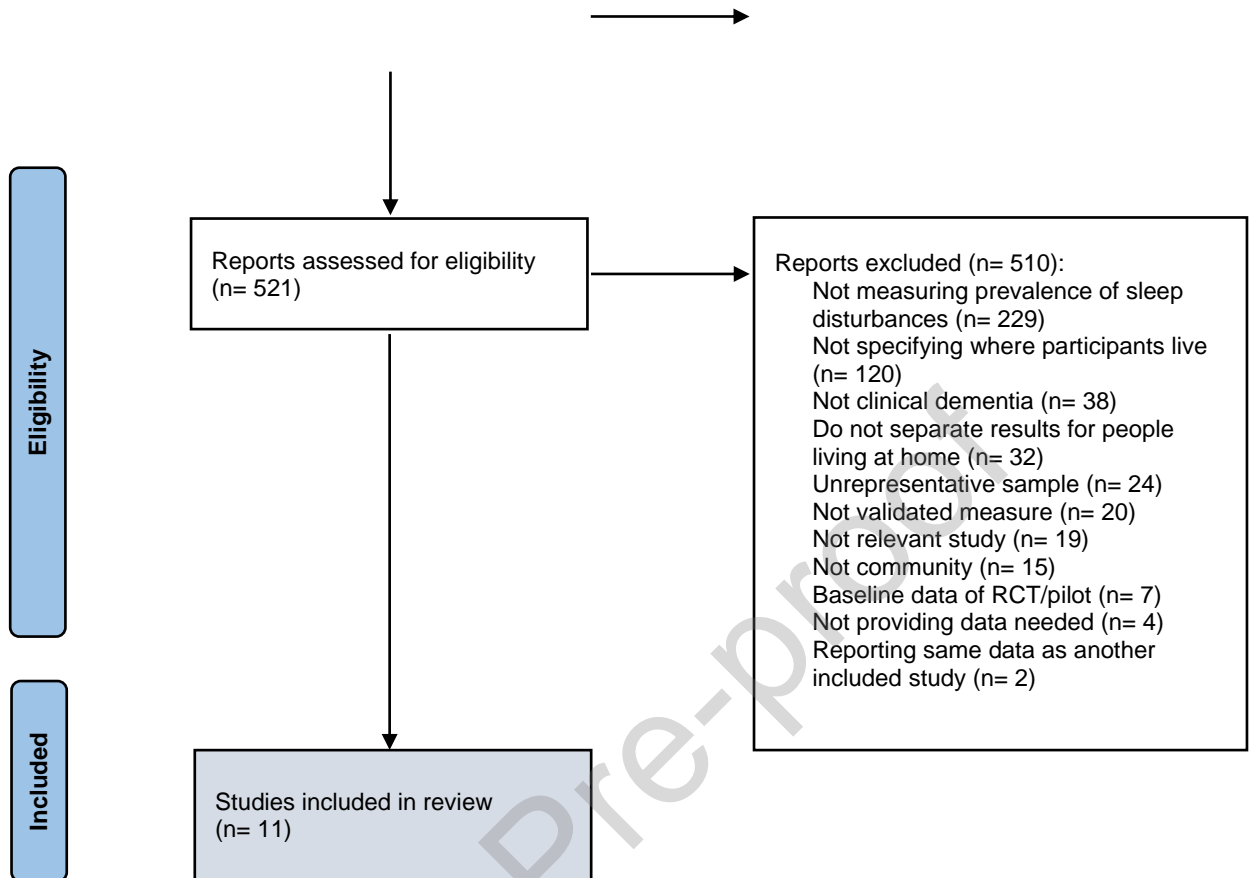 Eligibility
Reports assessed for eligibility
(n= 521)
Reports excluded (n= 510):
Not measuring prevalence of sleep
disturbances (n= 229)
Not specifying where participants live
(n= 120)
Not clinical dementia (n= 38)
Do not separate results for people
living at home (n= 32)
Unrepresentative sample (n= 24)
Not validated measure (n= 20)
Not relevant study (n= 19)
Not community (n= 15)
Baseline data of RCT/pilot (n= 7)
Not providing data needed (n= 4)
Reporting same data as another
included study (n= 2)
Included
Studies included in review
(n= 11)
Pre-proof